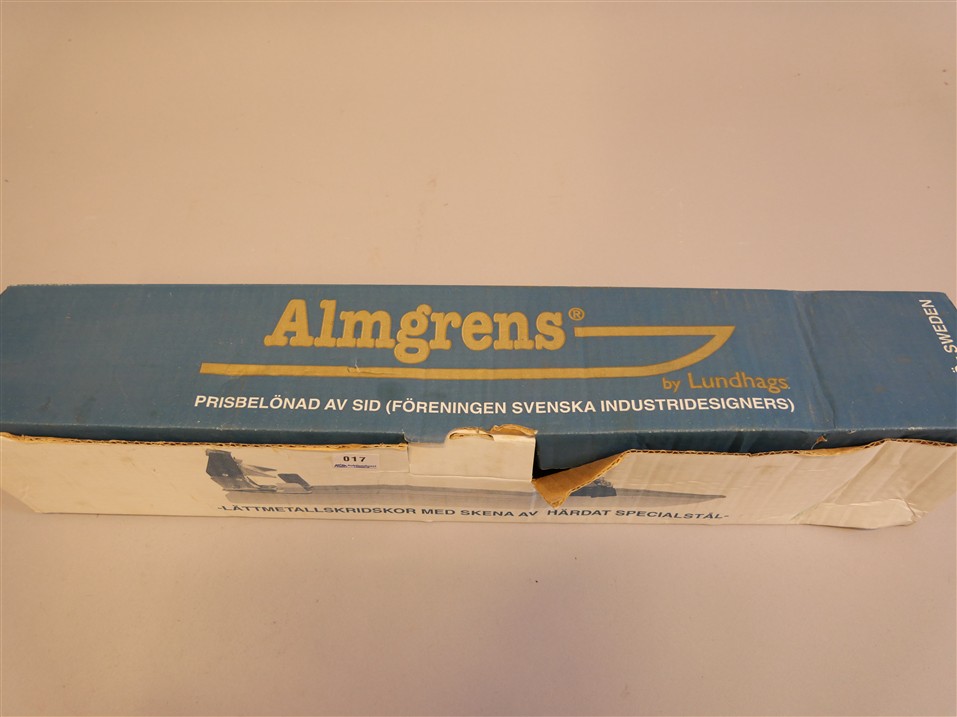 Almgrens®
by Lundhags
PRISBELÖNAD AV SID (FÖRENINGEN SVENSKA INDUSTRIDESIGNERS)
SWEDEN
017
-LÄTTMETALLSKRIDSKOR MED SKENA AV HÄRDAT SPECIALSTÅL-